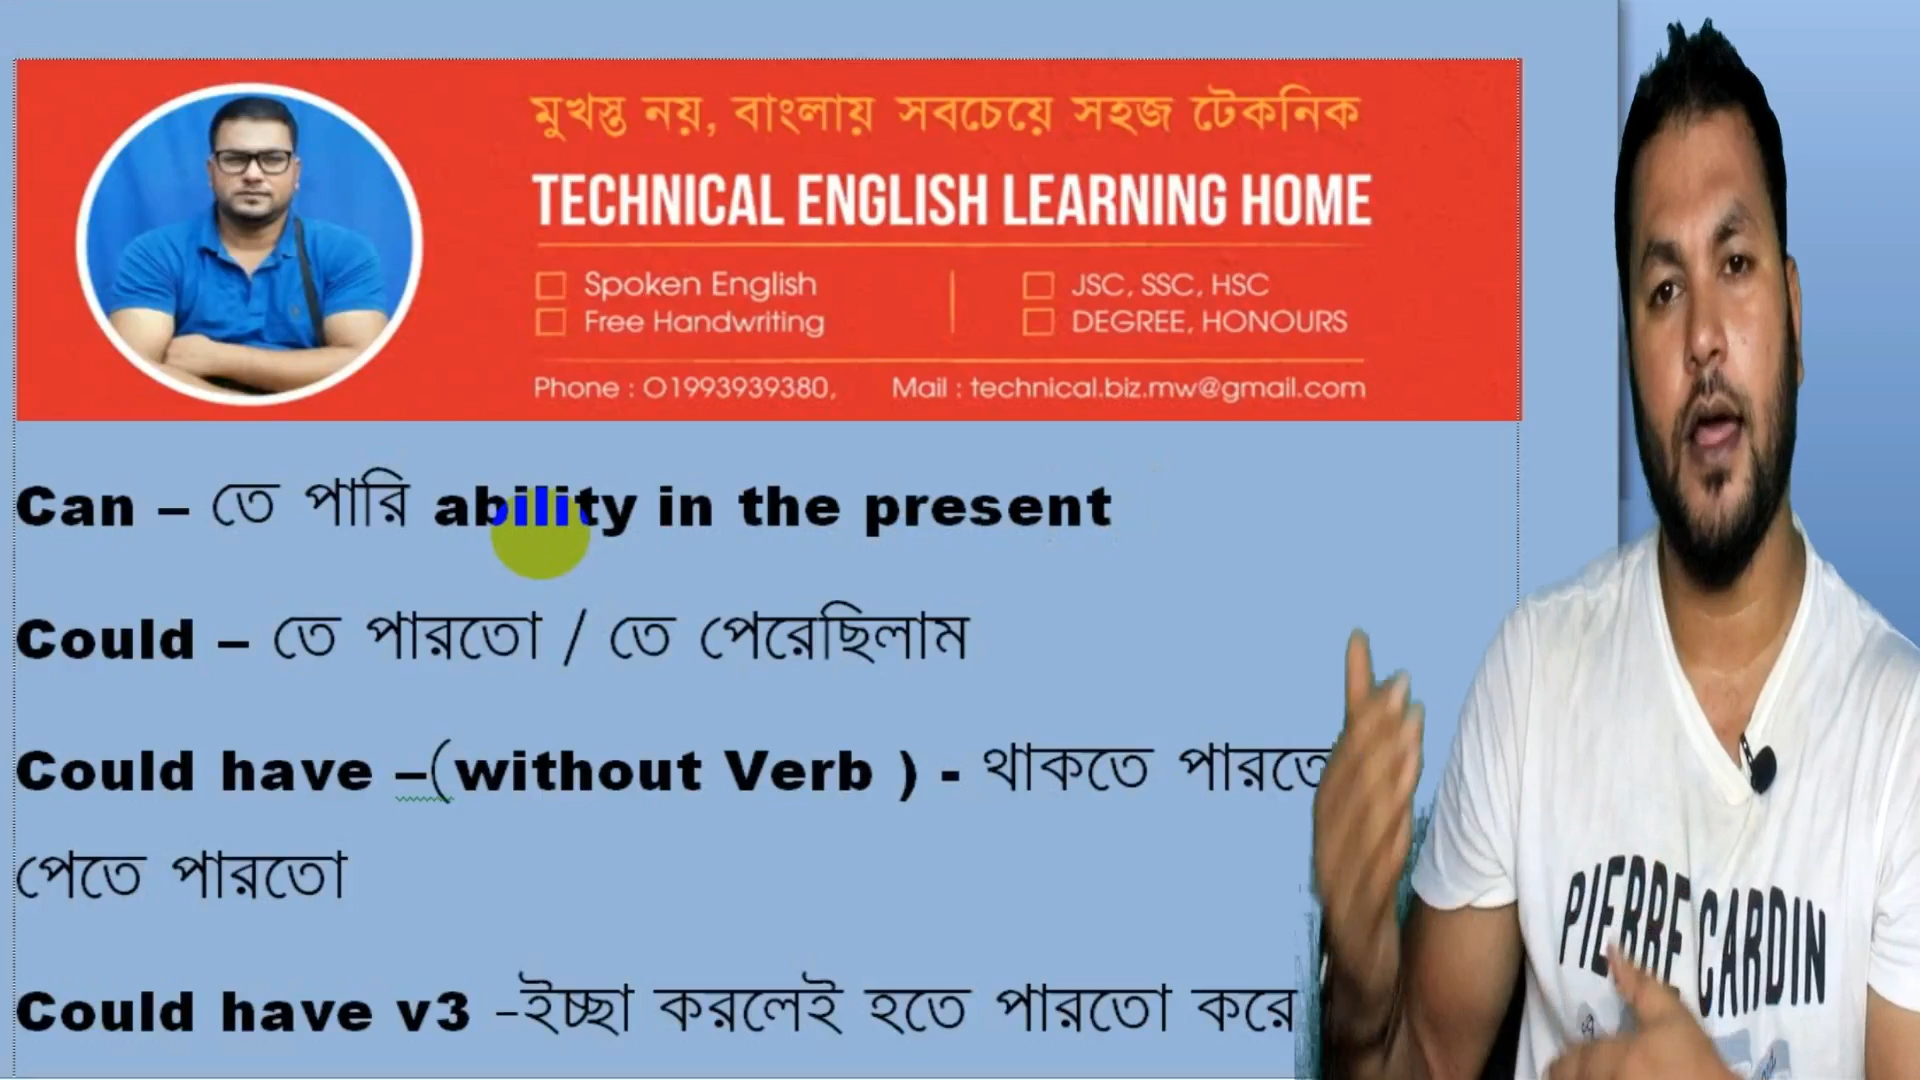 মুখস্ত নয়, বাংলায় সবচেয়ে সহজ টেকনিক
TECHNICAL ENGLISH LEARNING HOME
Spoken English
Free Handwriting
JSC, SSC, HSC
DEGREE, HONOURS
Phone : 01993939380, Mail : technical.biz.mw@gmail.com
Can – তে পারি ability in the present
Could – তে পারতো / তে পেরেছিলাম
Could have –(without Verb ) - থাকতে
পেতে পারতো
Could have v3 –ইচ্ছা করলেই হতে পারতো করে
PIERRE CARDIN